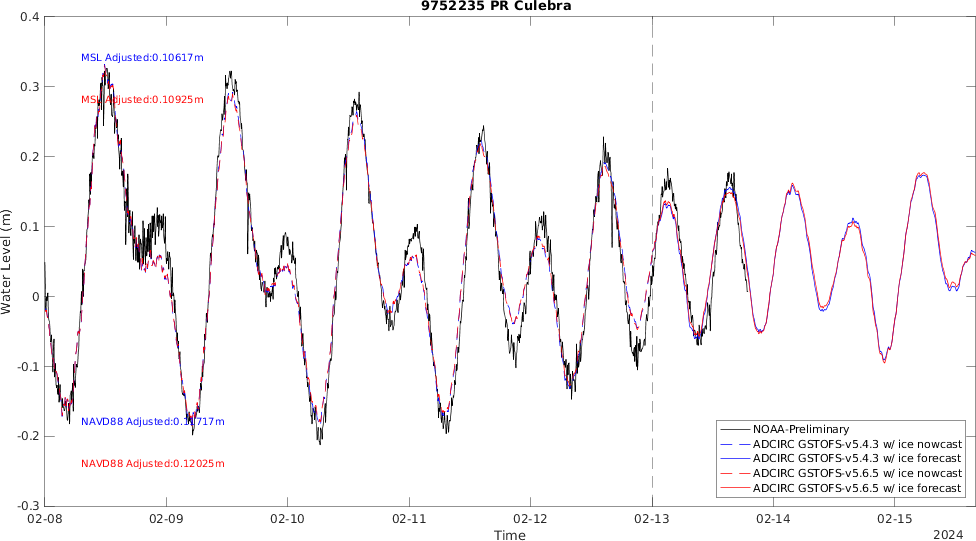 9752235 PR Culebra
0.4
MSL Adjusted:0.10617m
0.3
MSL Adjusted:0.10925m
0.2
0.1
0
-0.1
-0.2
-0.3
Water Level (m)
NAVD88 Adjusted:0.11717m
NAVD88 Adjusted:0.12025m
NOAA-Preliminary
ADCIRC GSTOFS-v5.4.3 w/ ice nowcast
ADCIRC GSTOFS-v5.4.3 w/ ice forecast
ADCIRC GSTOFS-v5.6.5 w/ ice nowcast
ADCIRC GSTOFS-v5.6.5 w/ ice forecast
02-08 02-09 02-10 02-11 02-12 02-13 02-14 02-15
Time
2024